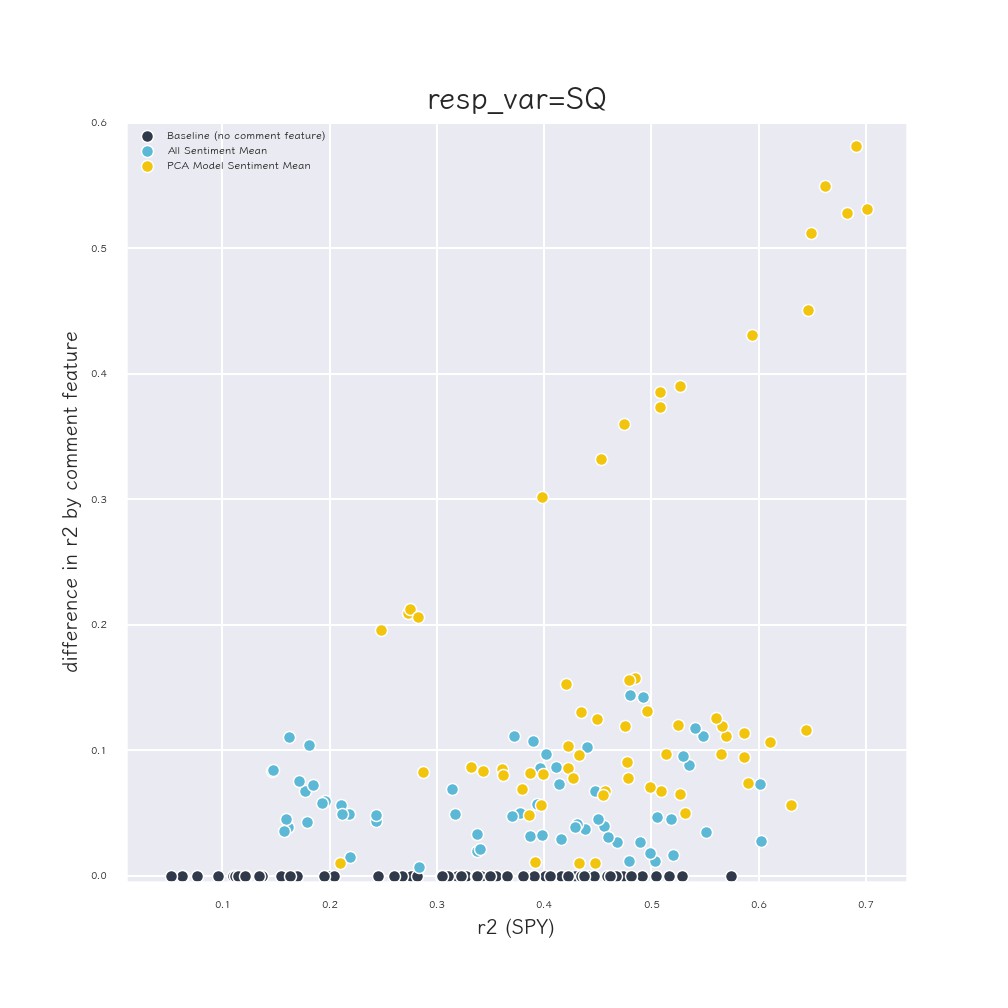 resp_var=SQ
0.6
Baseline (no comment feature)
All Sentiment Mean
PCA Model Sentiment Mean
0.5
0.4
0.3
0.2
0.1
0.0
difference in r2 by comment feature
0.1 0.2 0.3 0.4 0.5 0.6 0.7
r2 (SPY)